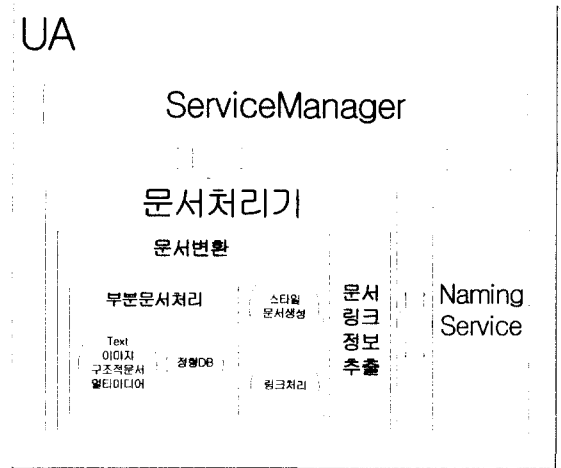 UA
ServiceManager
문서처리기
문서변환
부분문서처리
Text
이미지
구조적문서
멀티미디어
정형DB
스타일
문서생성
링크처리
문서
링크
정보
추출
Naming
Service